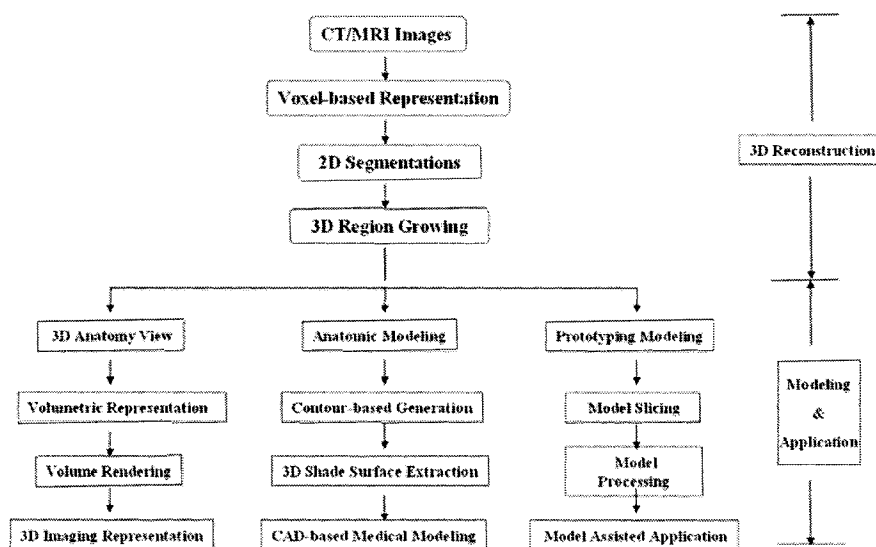 CT/MRI Images
Voxel-based Representation
2D Segmentations
3D Region Growing
3D Reconstruction
3D Anatomy View
Volumetric Representation
Volume Rendering
3D Imaging Representation
Anatomic Modeling
Contour-based Generation
3D Shade Surface Extraction
CAD-based Medical Modeling
Prototyping Modeling
Model Slicing
Model
Processing
Model Assisted Application
Modeling
&
Application